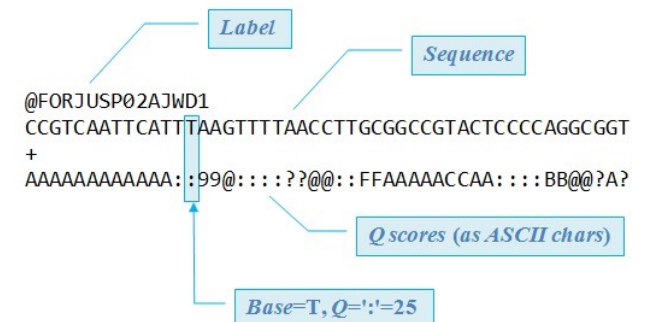 Label
Sequence
@FORJUSP02AJWD1
CCGTCAATTCATTTAAGTTTTAACCTTGCGGCCGTACTCCCCAGGCGGT
+
AAAAAAAAAAAA::99@::::??@@::FFAAAAACCAA::::BB@@?A?
Q scores (as ASCII chars)
Base=T, Q=':'=25